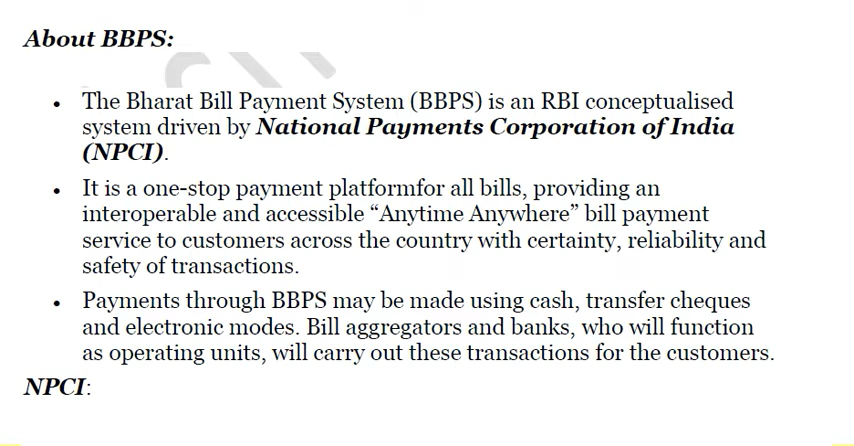 About BBPS:
• The Bharat Bill Payment System (BBPS) is an RBI conceptualised
system driven by National Payments Corporation of India
(NPCI).
• It is a one-stop payment platformfor all bills, providing an
interoperable and accessible “Anytime Anywhere” bill payment
service to customers across the country with certainty, reliability and
safety of transactions.
• Payments through BBPS may be made using cash, transfer cheques
and electronic modes. Bill aggregators and banks, who will function
as operating units, will carry out these transactions for the customers.
NPCI: